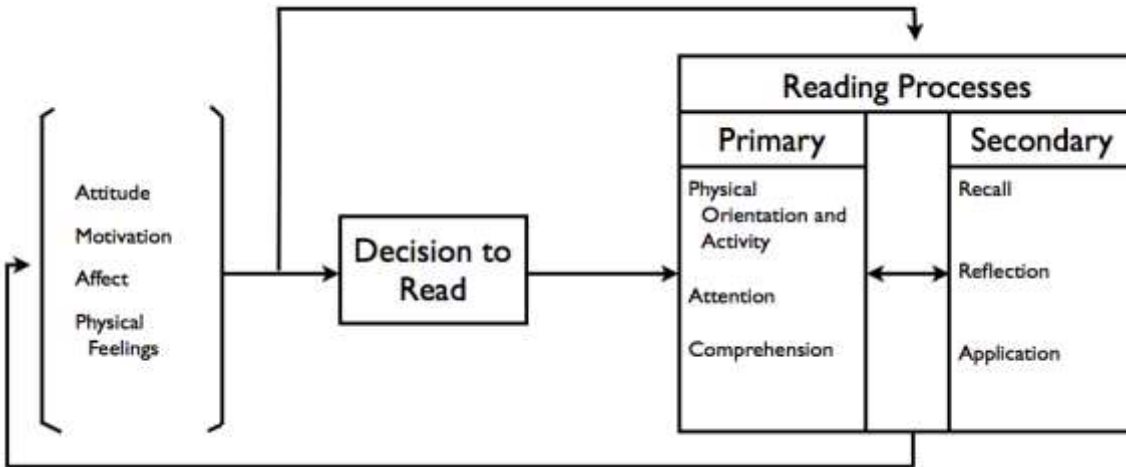 Attitude
Motivation
Affect
Physical
Feelings
Decision to
Read
Reading Processes
Primary
Physical
Orientation and
Activity
Attention
Comprehension
Secondary
Recall
Reflection
Application